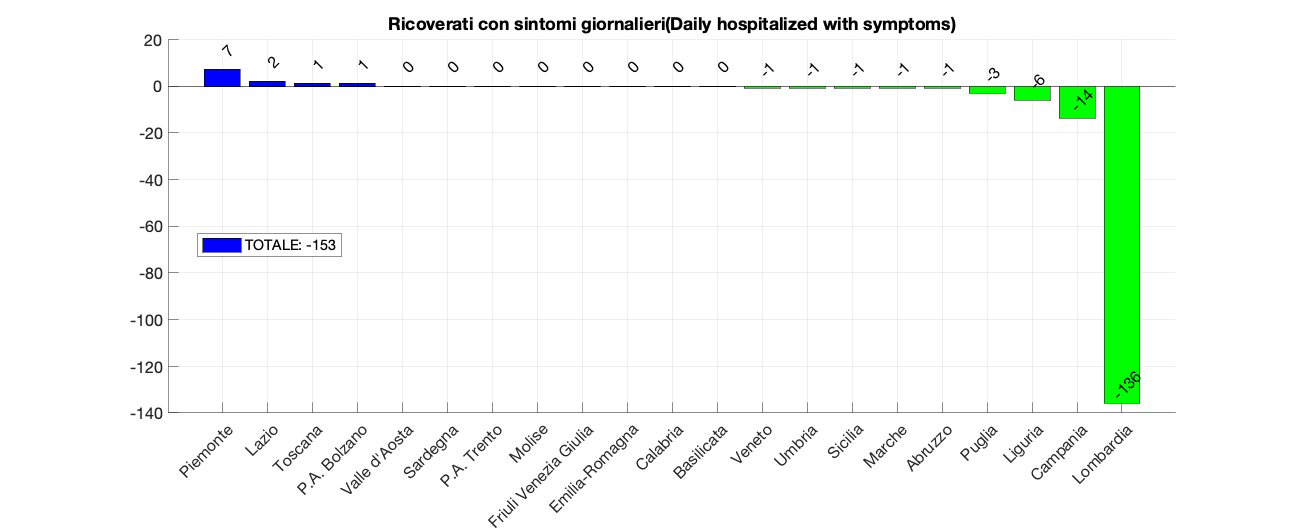 Ricoverati con sintomi giornalieri(Daily hospitalized with symptoms)
20
0
-20
-40
-60
-80
-100
-120
-140
7
2
1
1
0
0
0
0
0
0
0
0
-1
-1
-1
-1
-1
-3
-6
-14
-136
TOTALE: -153
Piemonte
Lazio
Toscana
P.A. Bolzano
Valle d'Aosta
Sardegna
P.A. Trento
Molise
Friuli Venezia Giulia
Emilia-Romagna
Calabria
Basilicata
Veneto
Umbria
Sicilia
Marche
Abruzzo
Puglia
Liguria
Campania
Lombardia